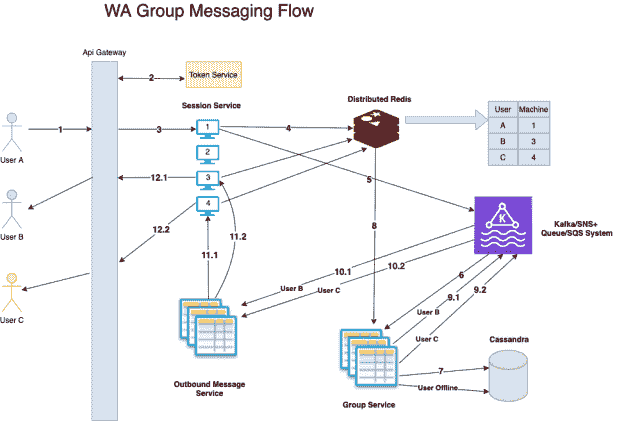 WA Group Messaging Flow
Api Gateway
2
Token Service
Session Service
Distributed Redis
User Machine
A 1
B 3
C 4
1
3
1
4
2
3
4
User A
12.1
5
8
User B
12.2
11.1
11.2
K
Kafka/SNS+
Queue/SQS System
10.1
10.2
User B
User C
6
9.1
9.2
User B
User C
User C
Outbound Message
Service
Group Service
7
User Offline
Cassandra